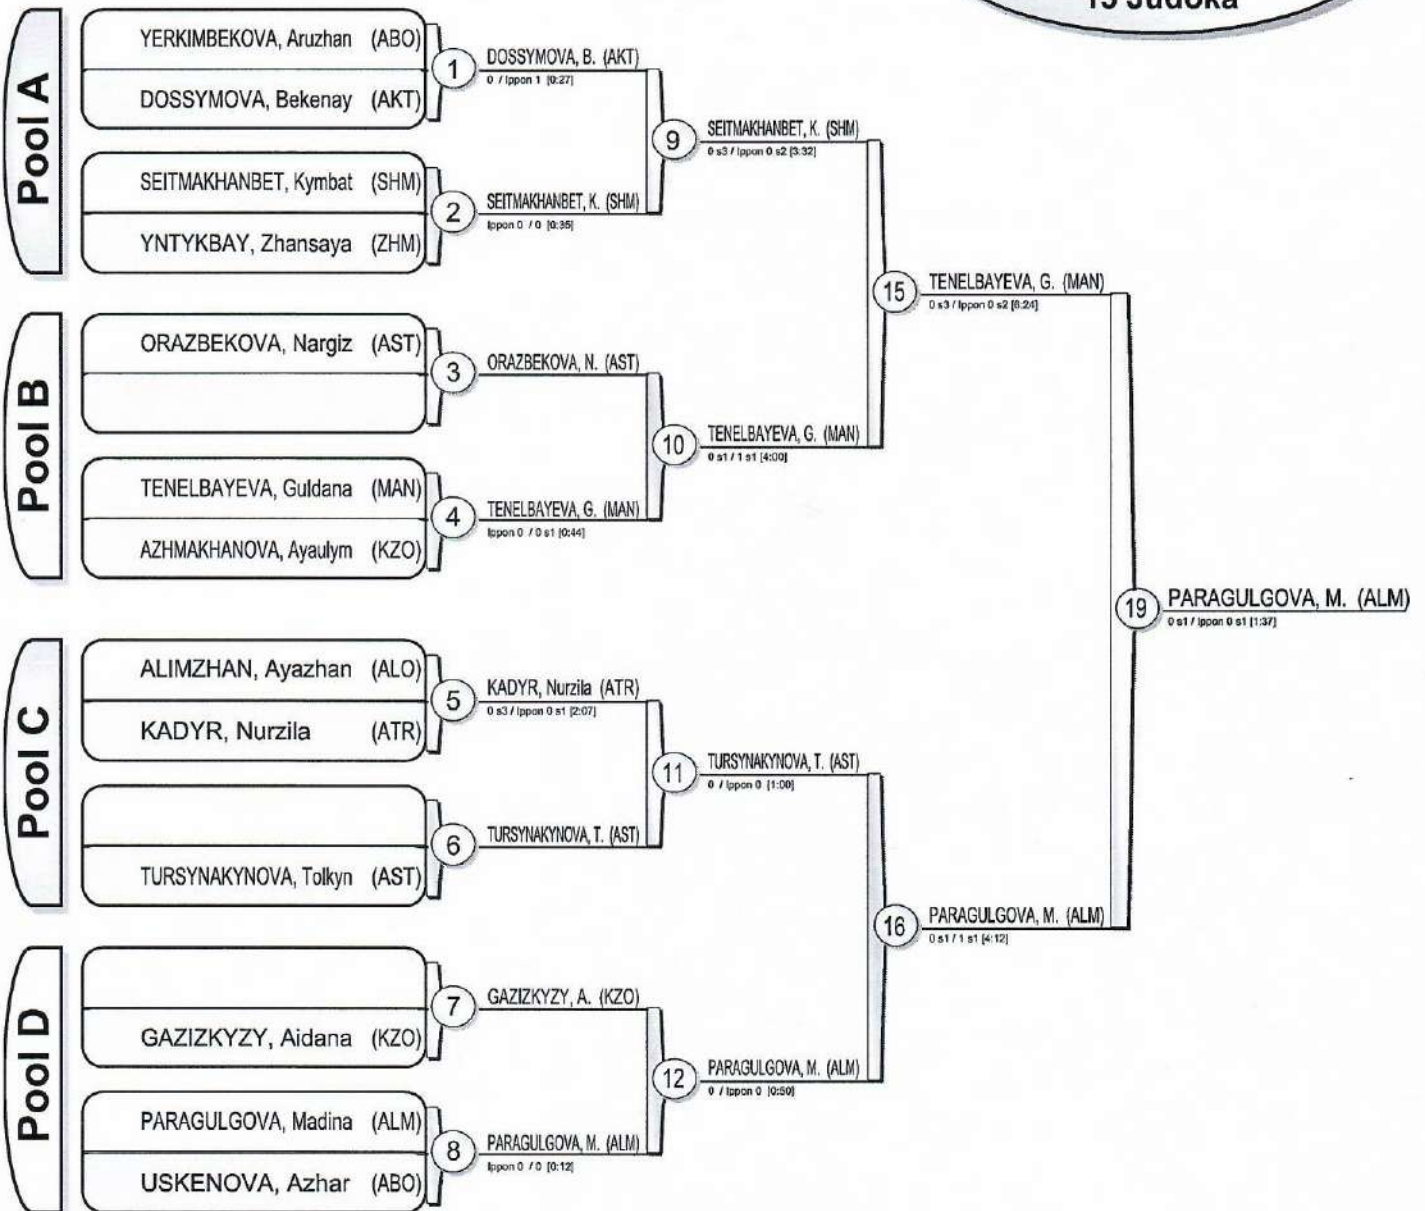 13 Judoka
Pool A
YERKIMBEKOVA, Aruzhan (ABO)
DOSSYMOVA, Bekenay (AKT)
SEITMAKHANBET, Kymbat (SHM)
YNTYKBAY, Zhansaya (ZHM)
1
DOSSYMOVA, B. (AKT)
0 / Ippon 1 [0:27]
2
SEITMAKHANBET, K. (SHM)
Ippon 0 / 0 [0:35]
9
SEITMAKHANBET, K. (SHM)
0 s3 / Ippon 0 s2 [3:32]
Pool B
ORAZBEKOVA, Nargiz (AST)
TENELBAYEVA, Guldana (MAN)
AZHMAKHANOVA, Ayaulym (KZO)
3
ORAZBEKOVA, N. (AST)
4
TENELBAYEVA, G. (MAN)
Ippon 0 / 0 s1 [0:44]
10
TENELBAYEVA, G. (MAN)
0 s1 / 1 s1 [4:00]
15
TENELBAYEVA, G. (MAN)
0 s3 / Ippon 0 s2 [6:24]
Pool C
ALIMZHAN, Ayazhan (ALO)
KADYR, Nurzila (ATR)
TURSYNAKYNOVA, Tolkyn (AST)
5
KADYR, Nurzila (ATR)
0 s3 / Ippon 0 s1 [2:07]
6
TURSYNAKYNOVA, T. (AST)
11
TURSYNAKYNOVA, T. (AST)
0 / Ippon 0 [1:00]
Pool D
GAZIZKYZY, Aidana (KZO)
PARAGULGOVA, Madina (ALM)
USKENOVA, Azhar (ABO)
7
GAZIZKYZY, A. (KZO)
8
PARAGULGOVA, M. (ALM)
Ippon 0 / 0 [0:12]
12
PARAGULGOVA, M. (ALM)
0 / Ippon 0 [0:50]
16
PARAGULGOVA, M. (ALM)
0 s1 / 1 s1 [4:12]
19
PARAGULGOVA, M. (ALM)
0 s1 / Ippon 0 s1 [1:37]